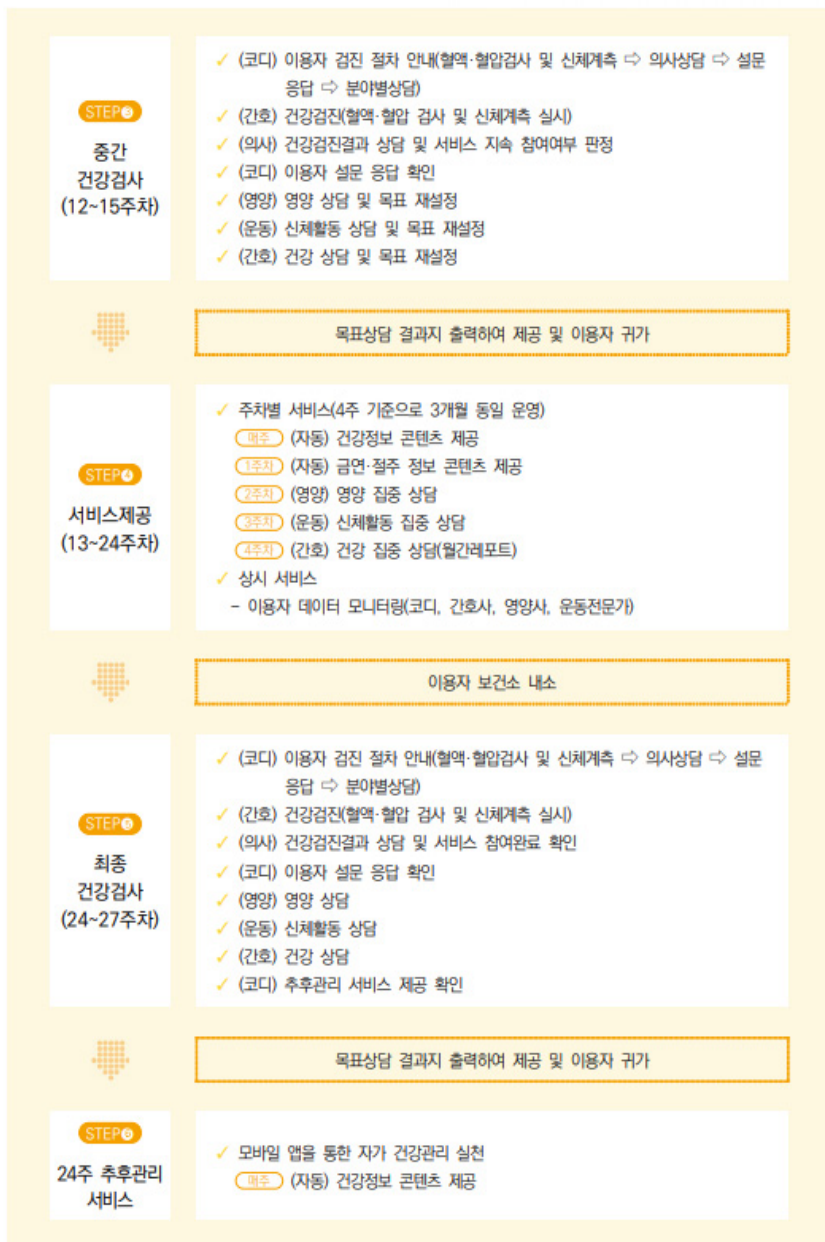 ✓ (코디) 이용자 검진 절차 안내(혈액·혈압검사 및 신체계측 ⇨ 의사상담 ⇨ 설문
응답 ⇨ 분야별상담)
STEP❸
중간
건강검사
(12~15주차)
✓ (간호) 건강검진(혈액·혈압 검사 및 신체계측 실시)
✓ (의사) 건강검진결과 상담 및 서비스 지속 참여여부 판정
✓ (코디) 이용자 설문 응답 확인
✓ (영양) 영양 상담 및 목표 재설정
✓ (운동) 신체활동 상담 및 목표 재설정
✓ (간호) 건강 상담 및 목표 재설정
목표상담 결과지 출력하여 제공 및 이용자 귀가
STEP❹
서비스제공
(13~24주차)
✓ 주차별 서비스(4주 기준으로 3개월 동일 운영)
매주 (자동) 건강정보 콘텐츠 제공
1주차 (자동) 금연·절주 정보 콘텐츠 제공
2주차 (영양) 영양 집중 상담
3주차 (운동) 신체활동 집중 상담
4주차 (간호) 건강 집중 상담(월간레포트)
✓ 상시 서비스
- 이용자 데이터 모니터링(코디, 간호사, 영양사, 운동전문가)
이용자 보건소 내소
STEP❺
최종
건강검사
(24~27주차)
✓ (코디) 이용자 검진 절차 안내(혈액·혈압검사 및 신체계측 ⇨ 의사상담 ⇨ 설문
응답 ⇨ 분야별상담)
✓ (간호) 건강검진(혈액·혈압 검사 및 신체계측 실시)
✓ (의사) 건강검진결과 상담 및 서비스 참여완료 확인
✓ (코디) 이용자 설문 응답 확인
✓ (영양) 영양 상담
✓ (운동) 신체활동 상담
✓ (간호) 건강 상담
✓ (코디) 추후관리 서비스 제공 확인
목표상담 결과지 출력하여 제공 및 이용자 귀가
STEP❻
24주 추후관리
서비스
✓ 모바일 앱을 통한 자가 건강관리 실천
매주 (자동) 건강정보 콘텐츠 제공